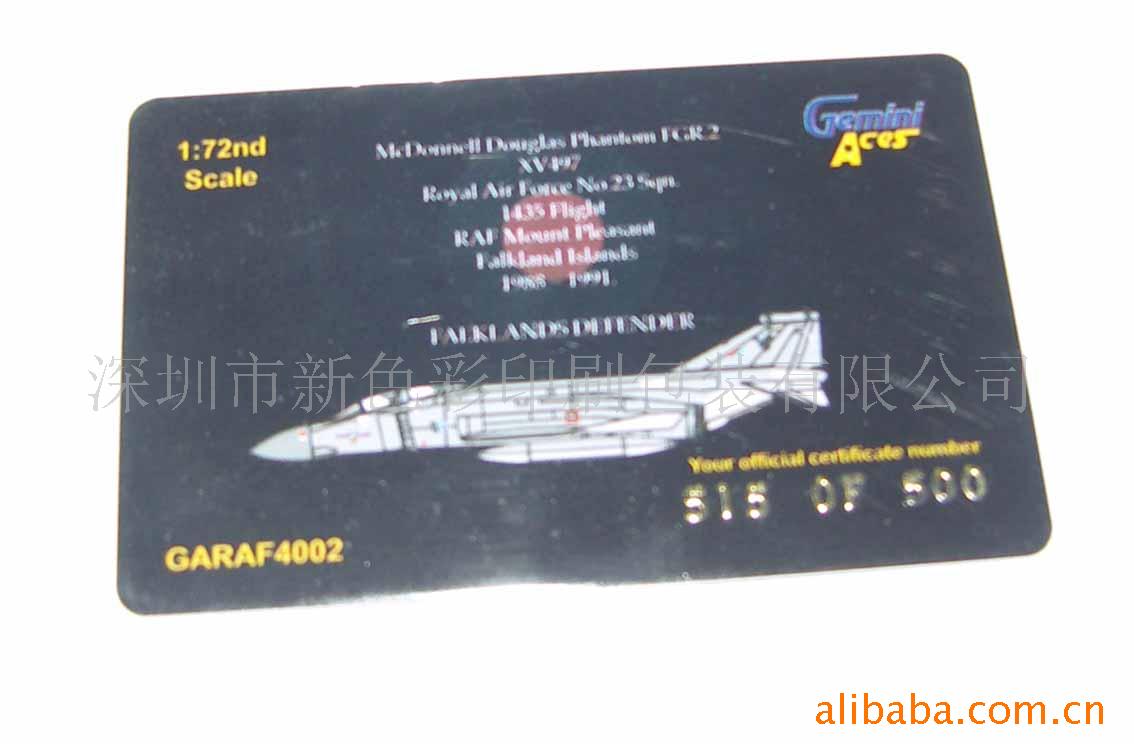 1:72nd
Scale
McDonnell Douglas Phantom FGR.2
XV497
Royal Air Force No.23 Sqn.
1435 Flight
RAF Mount Pleasant
Falkland Islands
1988 1991.
FALKLANDS DEFENDER
Gemini
Aces
深圳市新色彩印刷包装有限公司
Your official certificate number
515 OF 500
GARAF4002
alibaba.com.cn